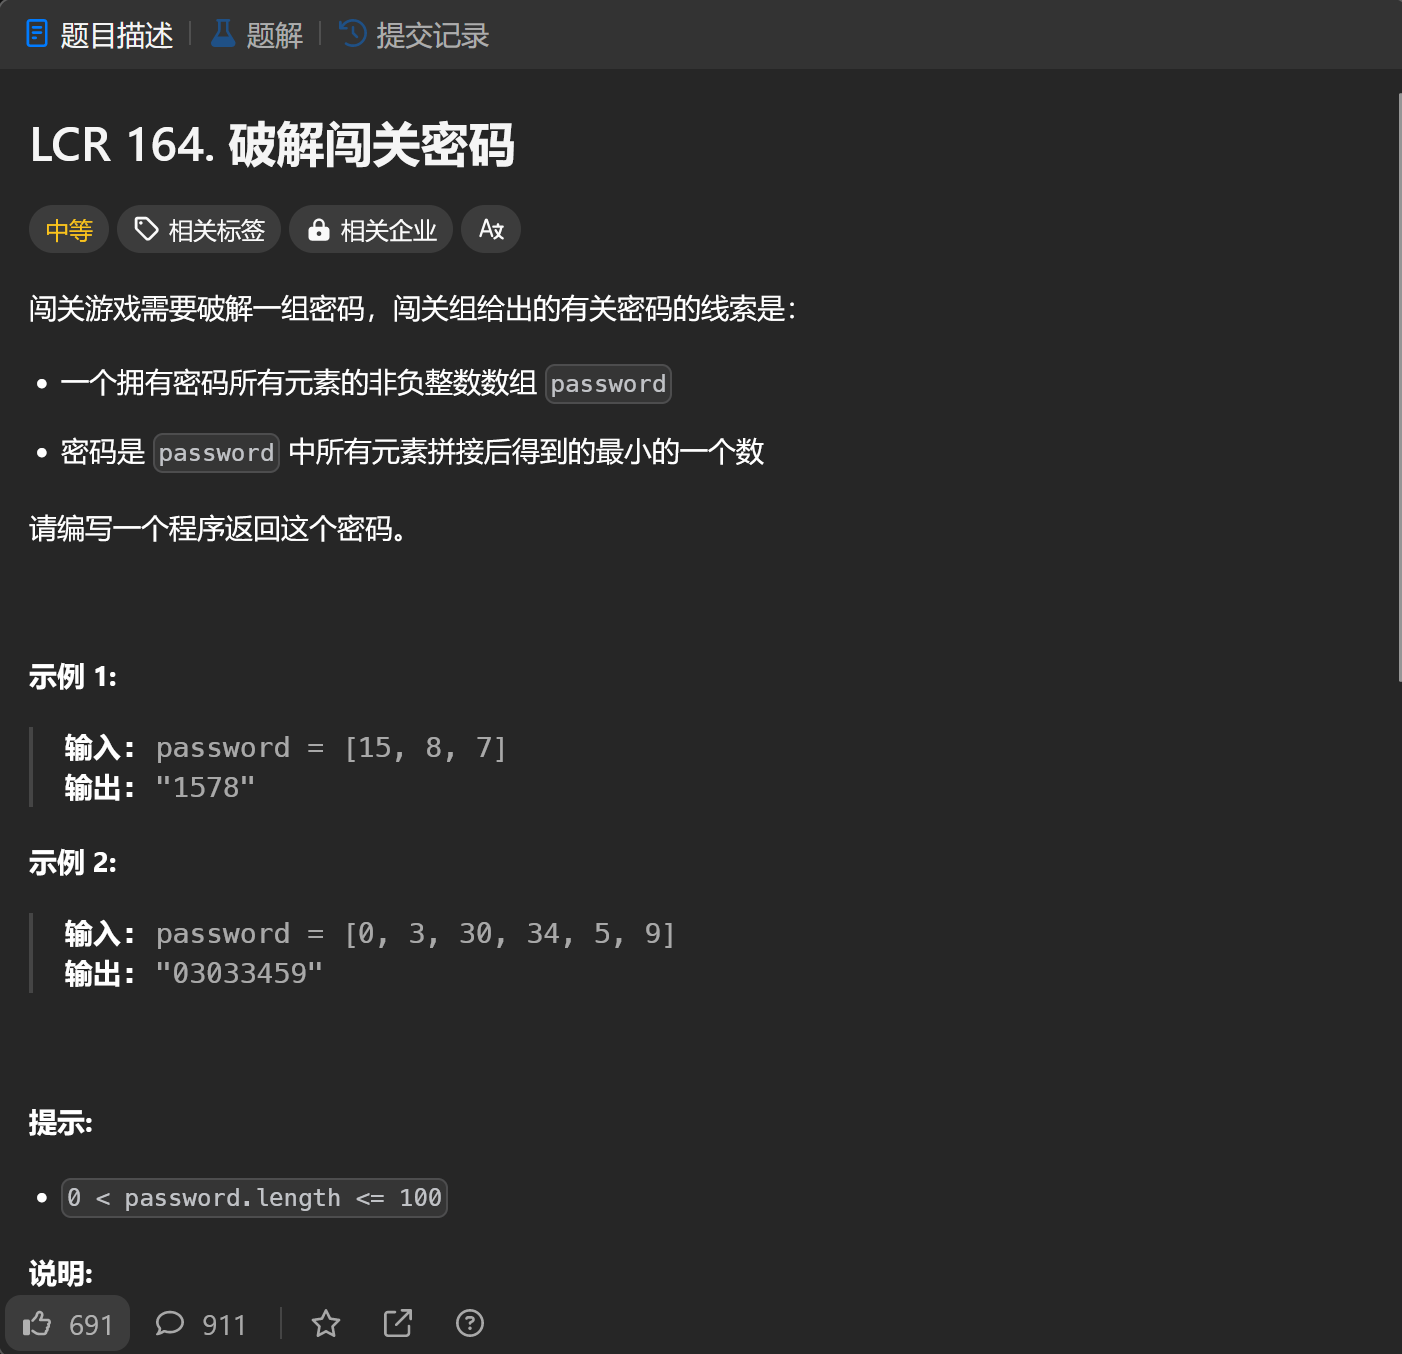 题目描述 题解 提交记录
LCR 164. 破解闯关密码
中等 相关标签 相关企业
闯关游戏需要破解一组密码，闯关组给出的有关密码的线索是：
• 一个拥有密码所有元素的非负整数数组 password
• 密码是 password 中所有元素拼接后得到的最小的一个数
请编写一个程序返回这个密码。
示例 1:
输入: password = [15, 8, 7]
输出: "1578"
示例 2:
输入: password = [0, 3, 30, 34, 5, 9]
输出: "03033459"
提示:
• 0 < password.length <= 100
说明:
691 911